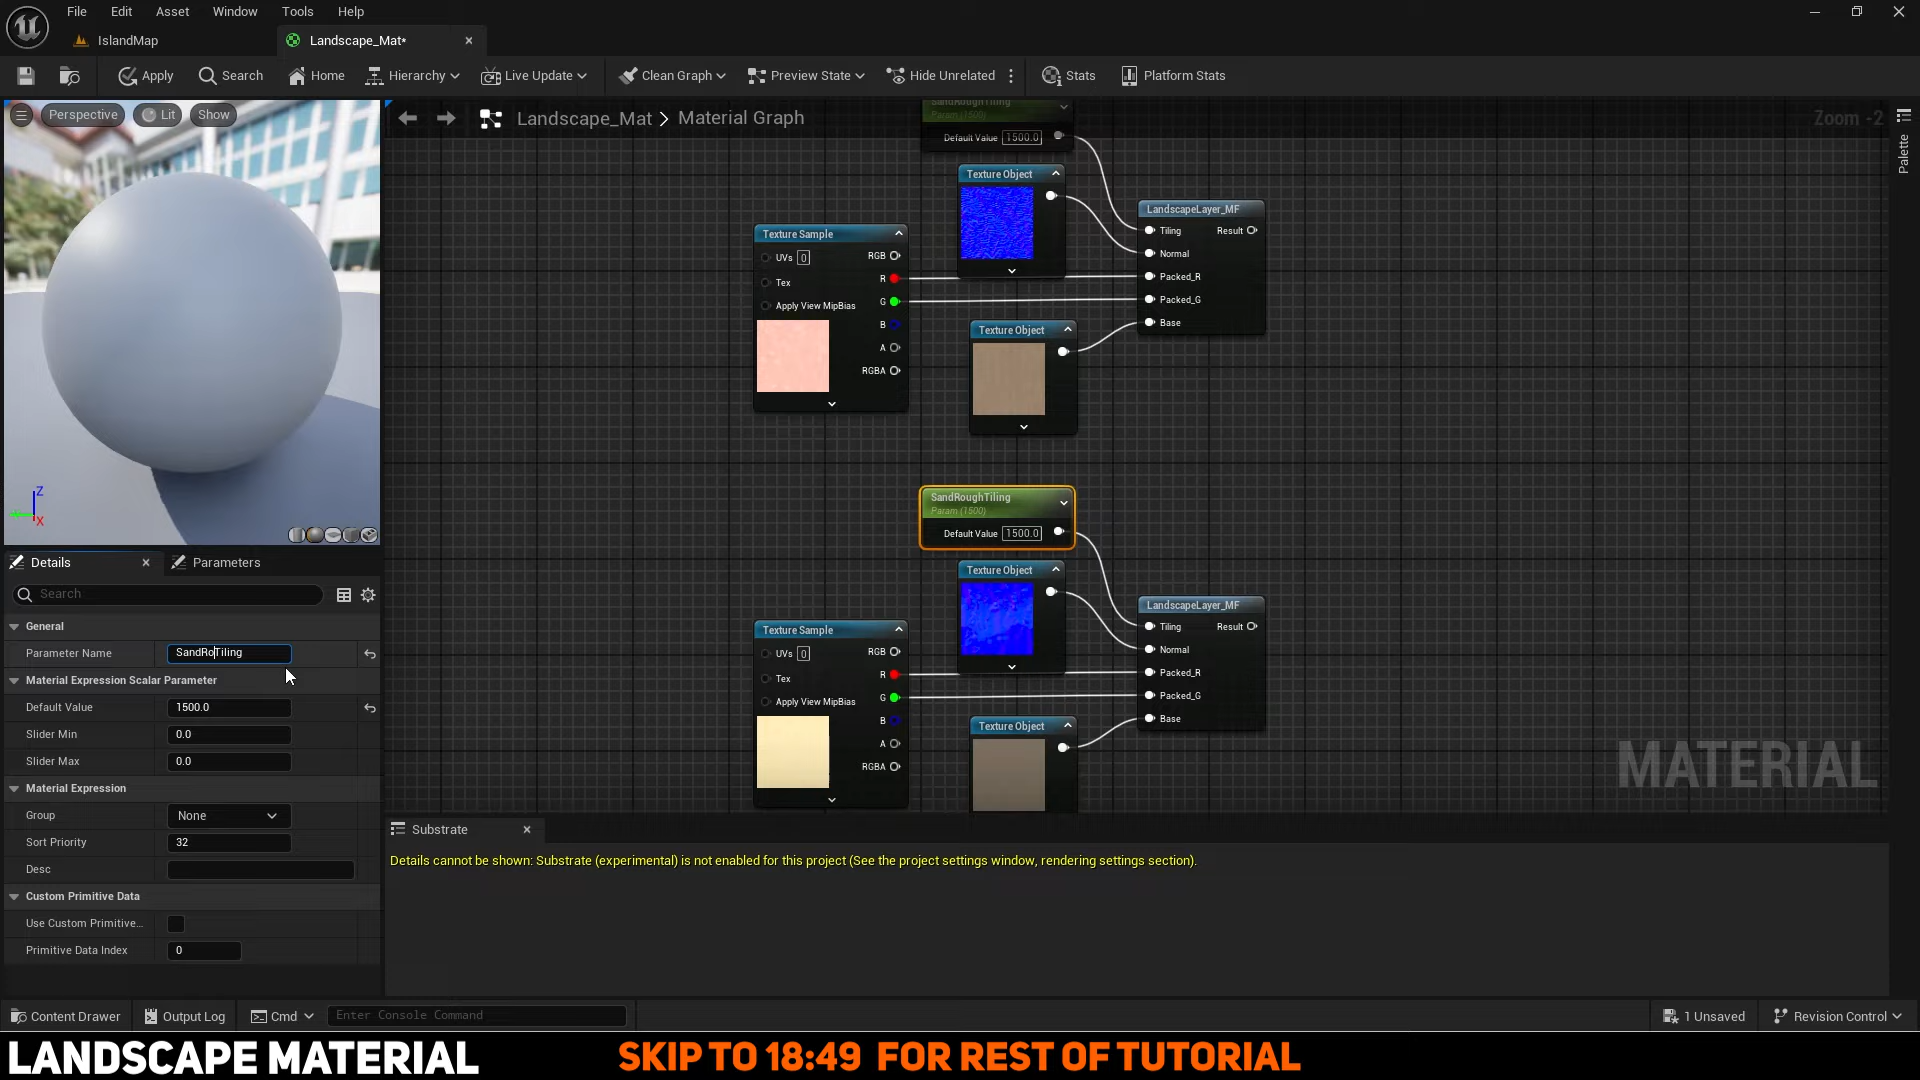 File Edit Asset Window Tools Help
IslandMap
Landscape_Mat*
Apply
Search
Home
Hierarchy
Live Update
Clean Graph
Preview State
Hide Unrelated
Stats
Platform Stats
Perspective
Lit
Show
Landscape_Mat > Material Graph
Zoom -2
Palette
SandRoughTiling
Param (1500)
Default Value 1500.0
Texture Object
Texture Sample
UVs 0
Tex
Apply View MipBias
RGB
R
G
B
A
RGBA
Texture Object
LandscapeLayer_MF
Tiling Result
Normal
Packed_R
Packed_G
Base
SandRoughTiling
Param (1500)
Default Value 1500.0
Texture Object
Texture Sample
UVs 0
Tex
Apply View MipBias
RGB
R
G
B
A
RGBA
Texture Object
LandscapeLayer_MF
Tiling Result
Normal
Packed_R
Packed_G
Base
MATERIAL
Z
X
Details
Parameters
Search
General
Parameter Name SandRoTiling
Material Expression Scalar Parameter
Default Value 1500.0
Slider Min 0.0
Slider Max 0.0
Material Expression
Group None
Sort Priority 32
Desc
Custom Primitive Data
Use Custom Primitive...
Primitive Data Index 0
Substrate
Details cannot be shown: Substrate (experimental) is not enabled for this project (See the project settings window, rendering settings section).
Content Drawer
Output Log
Cmd
Enter Console Command
1 Unsaved
Revision Control
LANDSCAPE MATERIAL
SKIP TO 18:49 FOR REST OF TUTORIAL